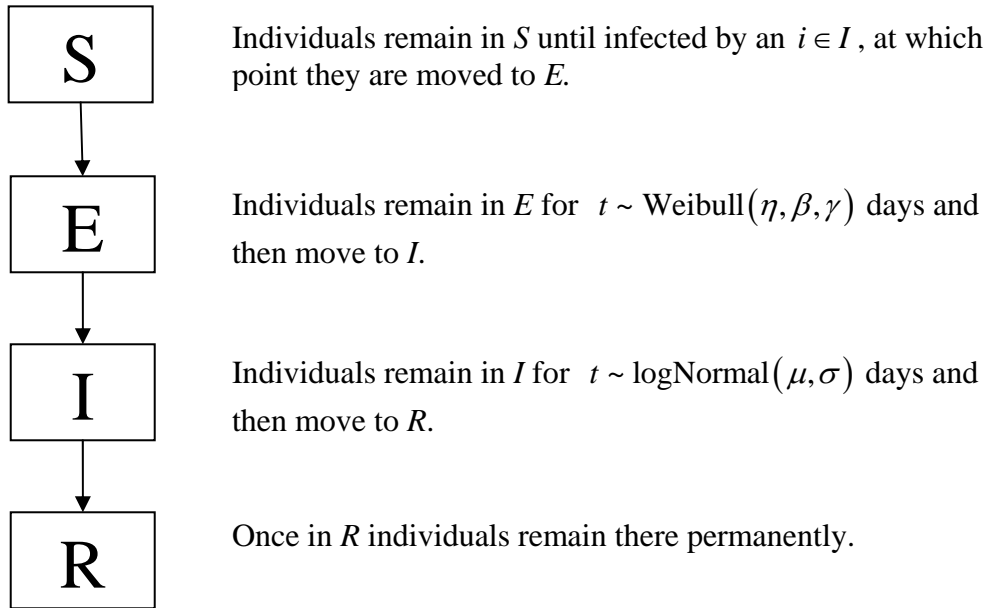 S
Individuals remain in S until infected by an i ∈ I , at which
point they are moved to E.
E
Individuals remain in E for t ~ Weibull(η, β, γ) days and
then move to I.
I
Individuals remain in I for t ~ logNormal(μ, σ) days and
then move to R.
R
Once in R individuals remain there permanently.